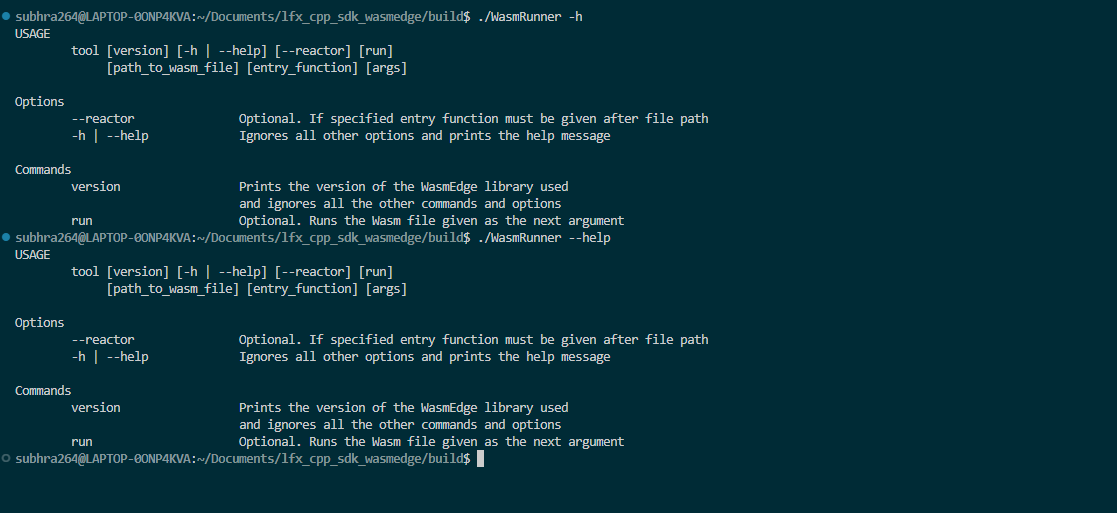 subhra264@LAPTOP-0ONP4KVA:~/Documents/lfx_cpp_sdk_wasmedge/build$ ./WasmRunner -h
USAGE
        tool [version] [-h | --help] [--reactor] [run]
             [path_to_wasm_file] [entry_function] [args]

Options
        --reactor               Optional. If specified entry function must be given after file path
        -h | --help             Ignores all other options and prints the help message

Commands
        version                 Prints the version of the WasmEdge library used
                                and ignores all the other commands and options
        run                     Optional. Runs the Wasm file given as the next argument
subhra264@LAPTOP-0ONP4KVA:~/Documents/lfx_cpp_sdk_wasmedge/build$ ./WasmRunner --help
USAGE
        tool [version] [-h | --help] [--reactor] [run]
             [path_to_wasm_file] [entry_function] [args]

Options
        --reactor               Optional. If specified entry function must be given after file path
        -h | --help             Ignores all other options and prints the help message

Commands
        version                 Prints the version of the WasmEdge library used
                                and ignores all the other commands and options
        run                     Optional. Runs the Wasm file given as the next argument
subhra264@LAPTOP-0ONP4KVA:~/Documents/lfx_cpp_sdk_wasmedge/build$